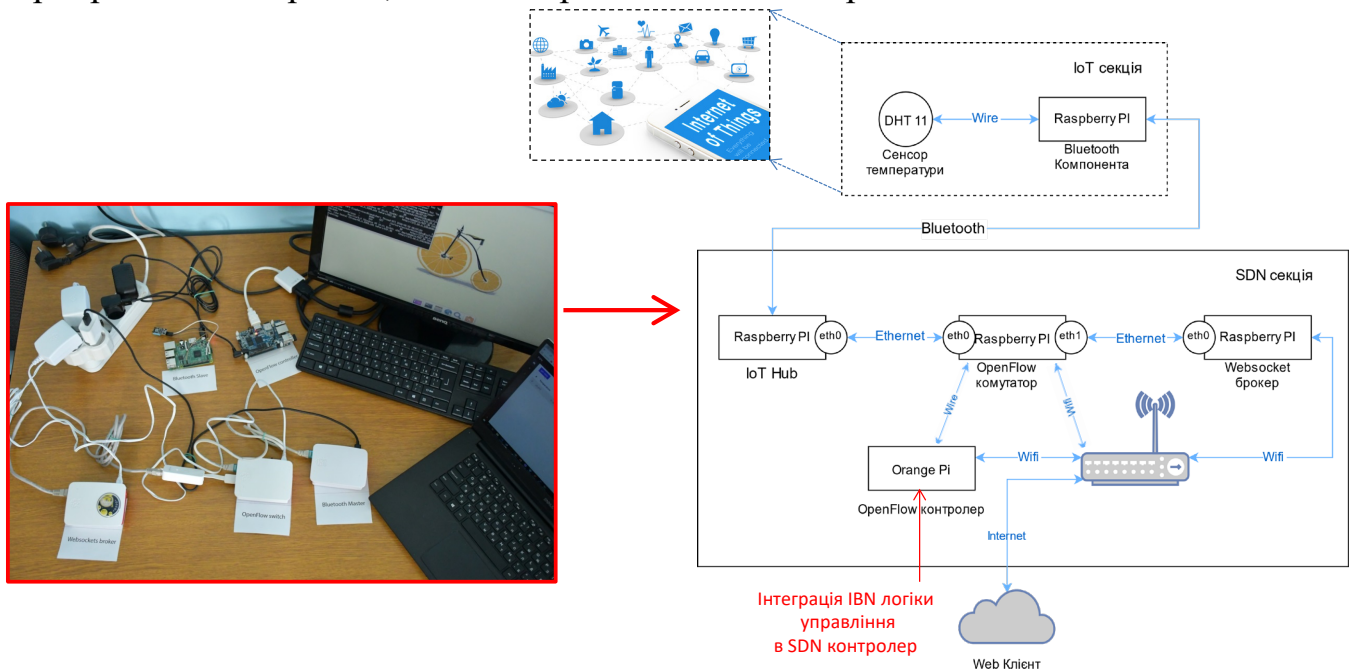 Internet
of Things
IoT секція
DHT 11
Wire
Raspberry PI
Сенсор
температури
Bluetooth
Компонента
Bluetooth
SDN секція
Raspberry PI
eth0
Ethernet
eth0
Raspberry PI
eth1
Ethernet
eth0
Raspberry PI
IoT Hub
OpenFlow
комутатор
Websocket
брокер
Wire
Wifi
Orange Pi
Wifi
Wifi
OpenFlow контролер
Internet
Інтеграція IBN логіки
управління
в SDN контролер
Web Клієнт
Bluetooth Slave
OpenFlow controller
Bluetooth Master
OpenFlow switch
Websockets broker